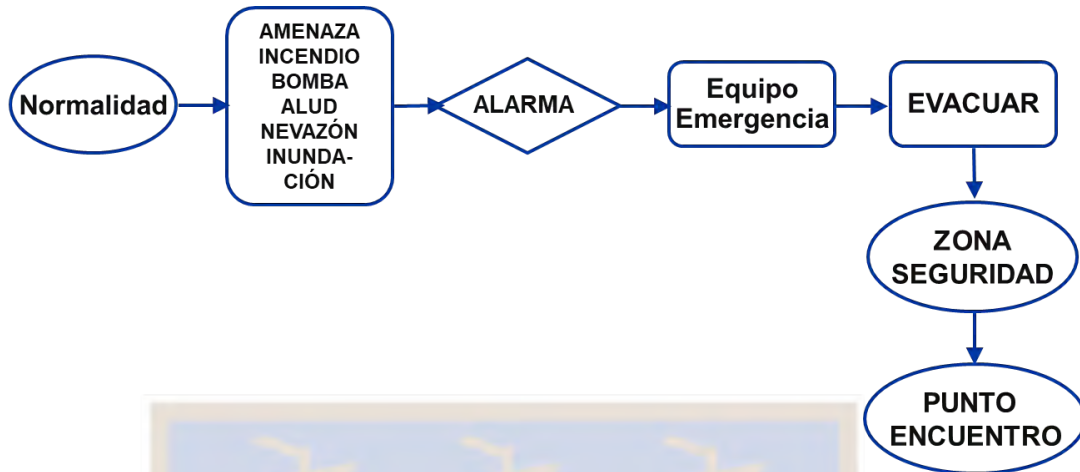 Normalidad
AMENAZA
INCENDIO
BOMBA
ALUD
NEVAZÓN
INUNDA-
CIÓN
ALARMA
Equipo
Emergencia
EVACUAR
ZONA
SEGURIDAD
PUNTO
ENCUENTRO